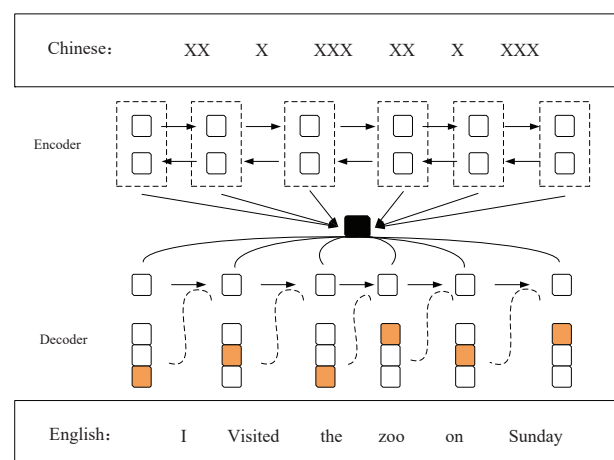 Chinese： XX X XXX XX X XXX
Encoder
Decoder
English： I Visited the zoo on Sunday